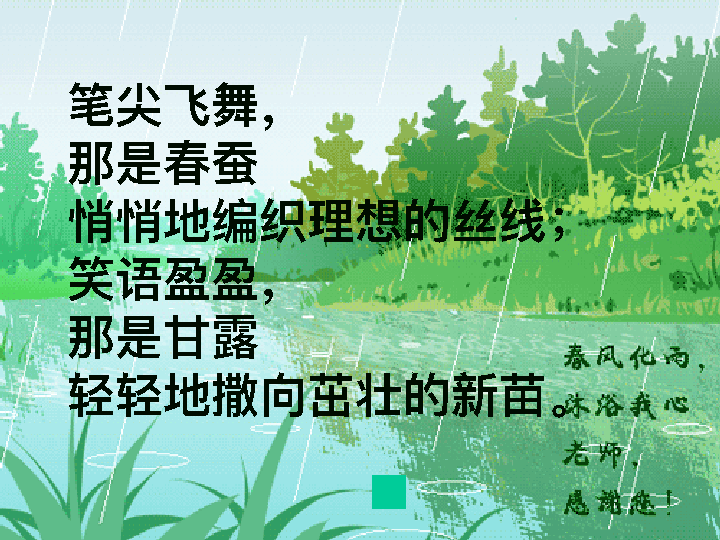 笔尖飞舞，
那是春蚕
悄悄地编织理想的丝线；
笑语盈盈，
那是甘露
轻轻地撒向茁壮的新苗。
春风化雨，
沐浴我心
老师，
感谢您！